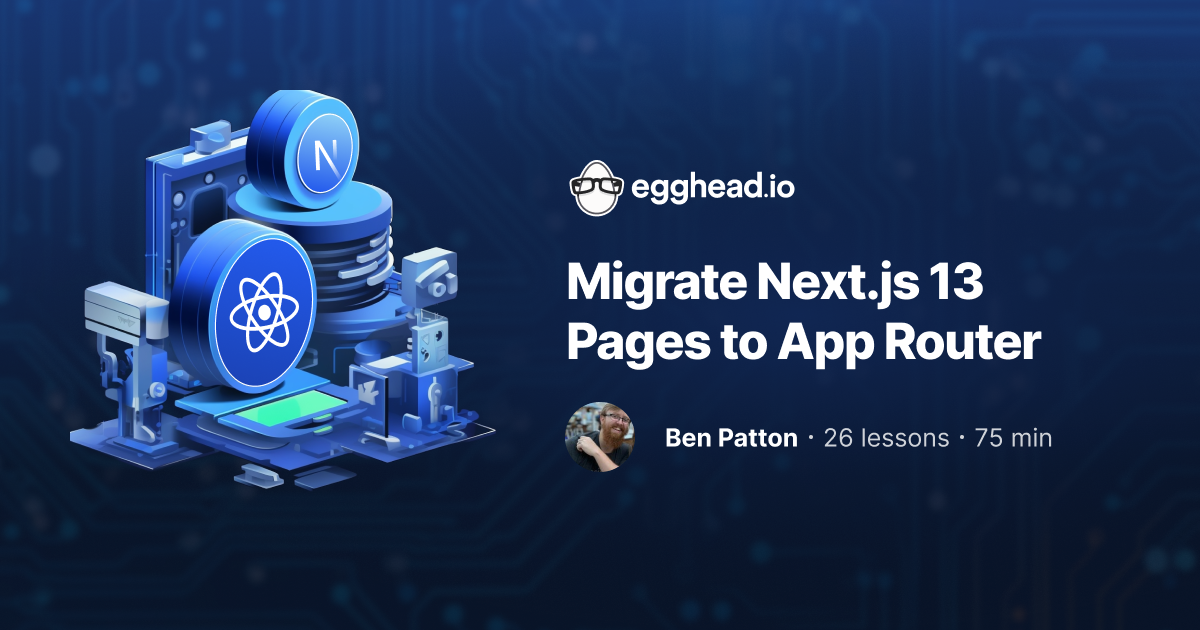 N
egghead.io
Migrate Next.js 13
Pages to App Router
Ben Patton · 26 lessons · 75 min